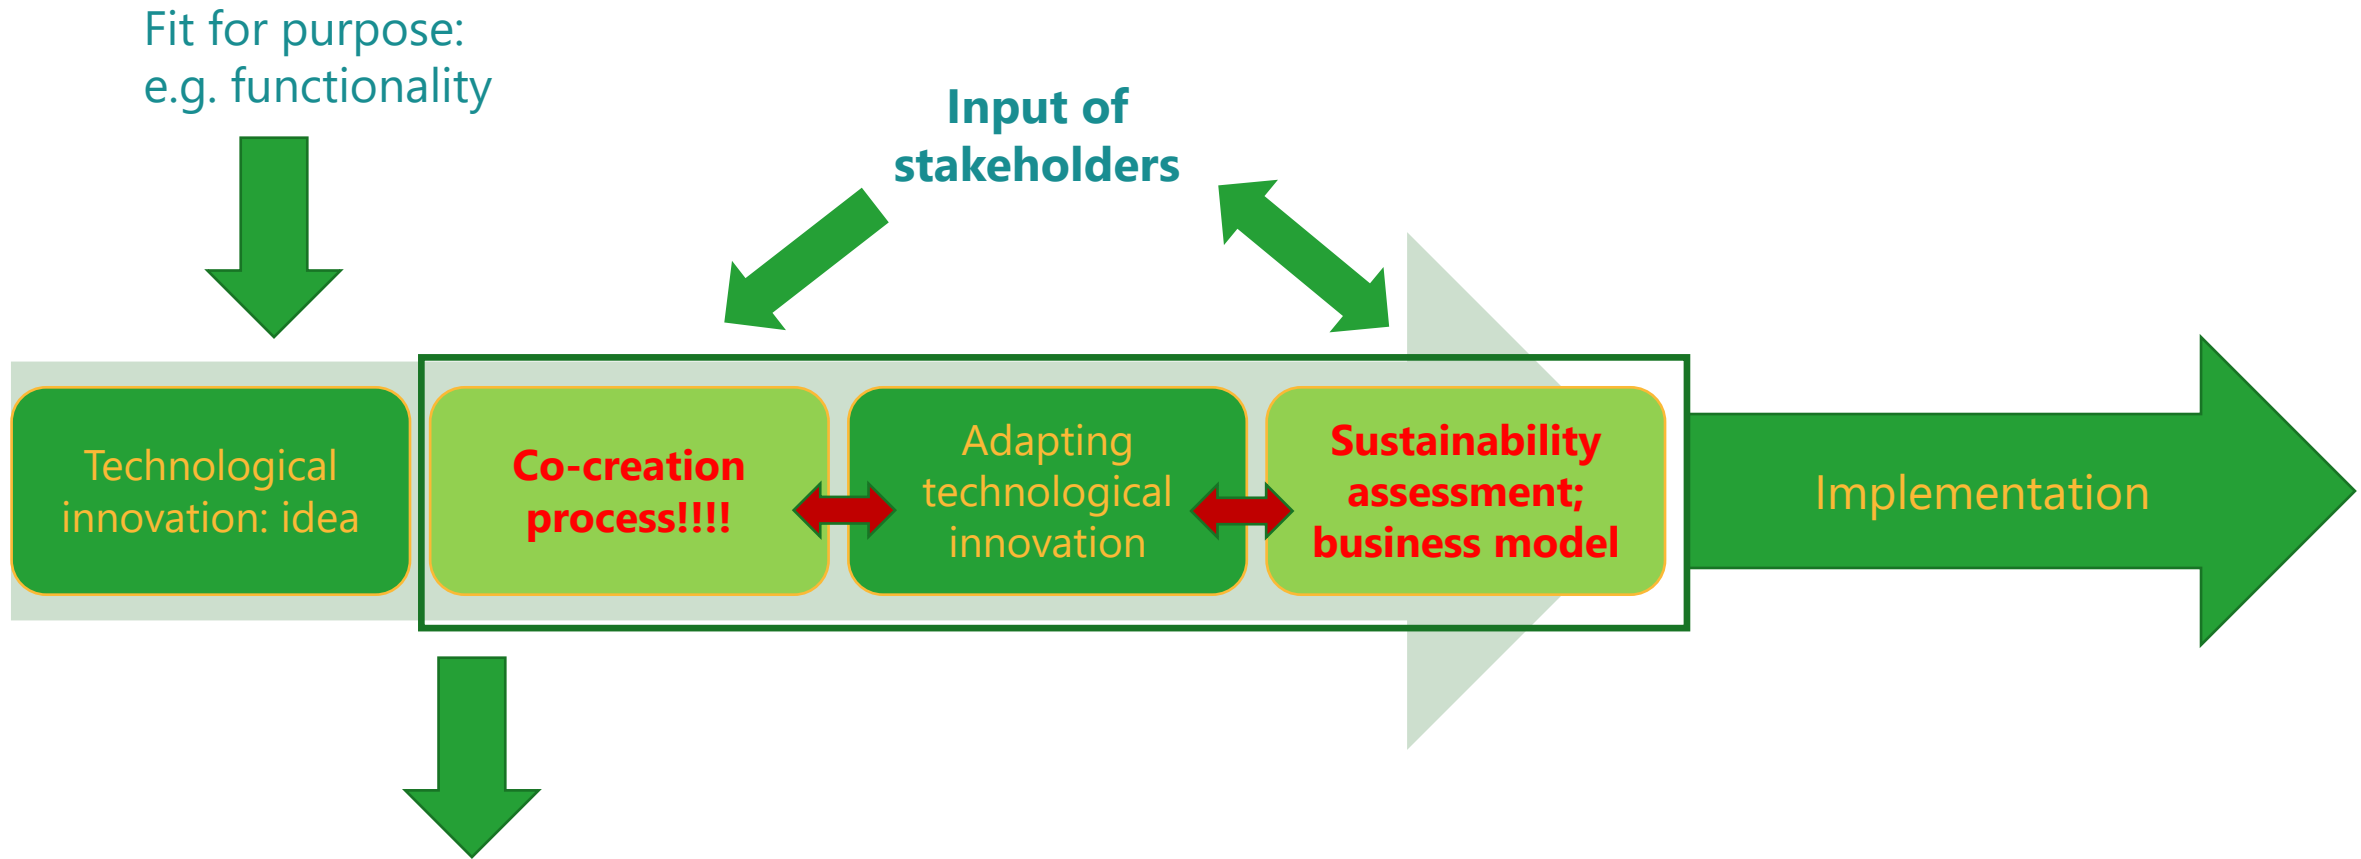 Fit for purpose:
e.g. functionality
Input of
stakeholders
Technological
innovation: idea
Co-creation
process!!!!
Adapting
technological
innovation
Sustainability
assessment;
business model
Implementation